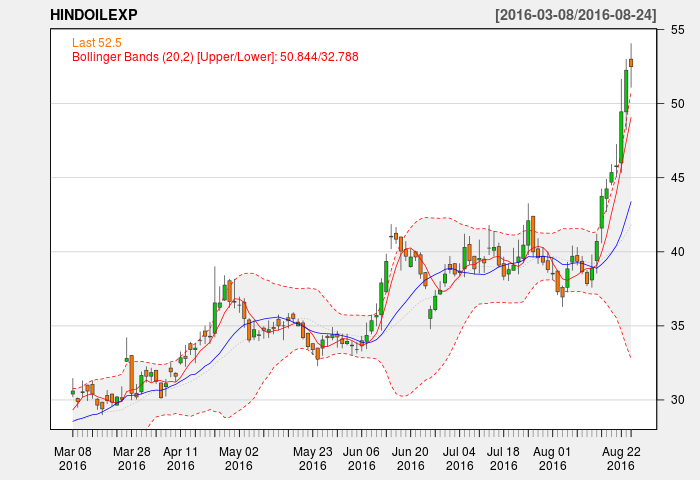 HINDOILEXP
[2016-03-08/2016-08-24]
Last 52.5
Bollinger Bands (20,2) [Upper/Lower]: 50.844/32.788
55
50
45
40
35
30
Mar 08 Mar 28 Apr 11 May 02 May 23 Jun 06 Jun 20 Jul 04 Jul 18 Aug 01 Aug 22
2016 2016 2016 2016 2016 2016 2016 2016 2016 2016 2016